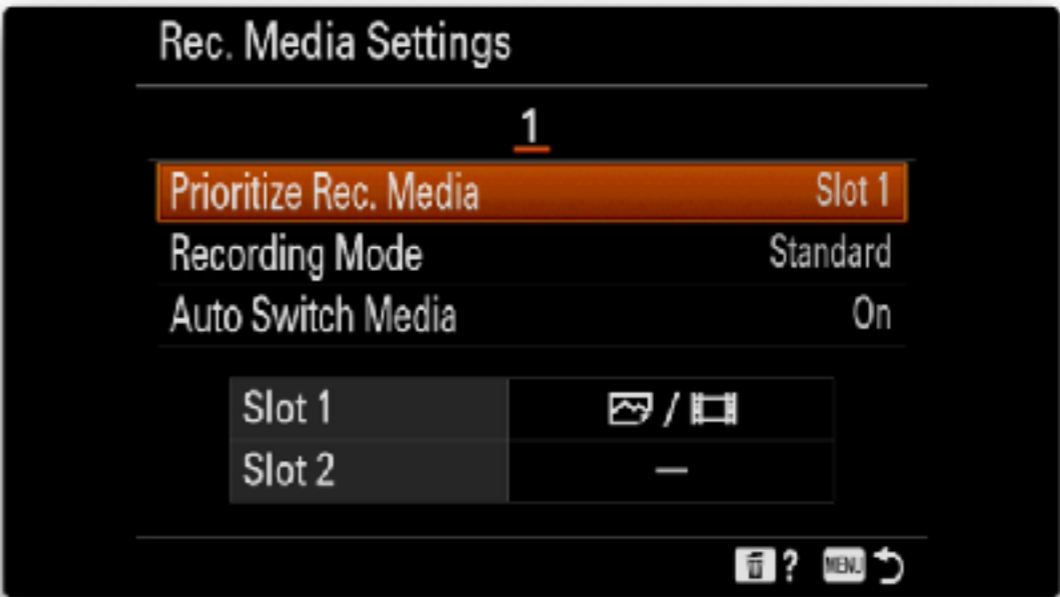 Rec. Media Settings
1
Prioritize Rec. Media Slot 1
Recording Mode Standard
Auto Switch Media On
Slot 1 /
Slot 2 —
? MENU